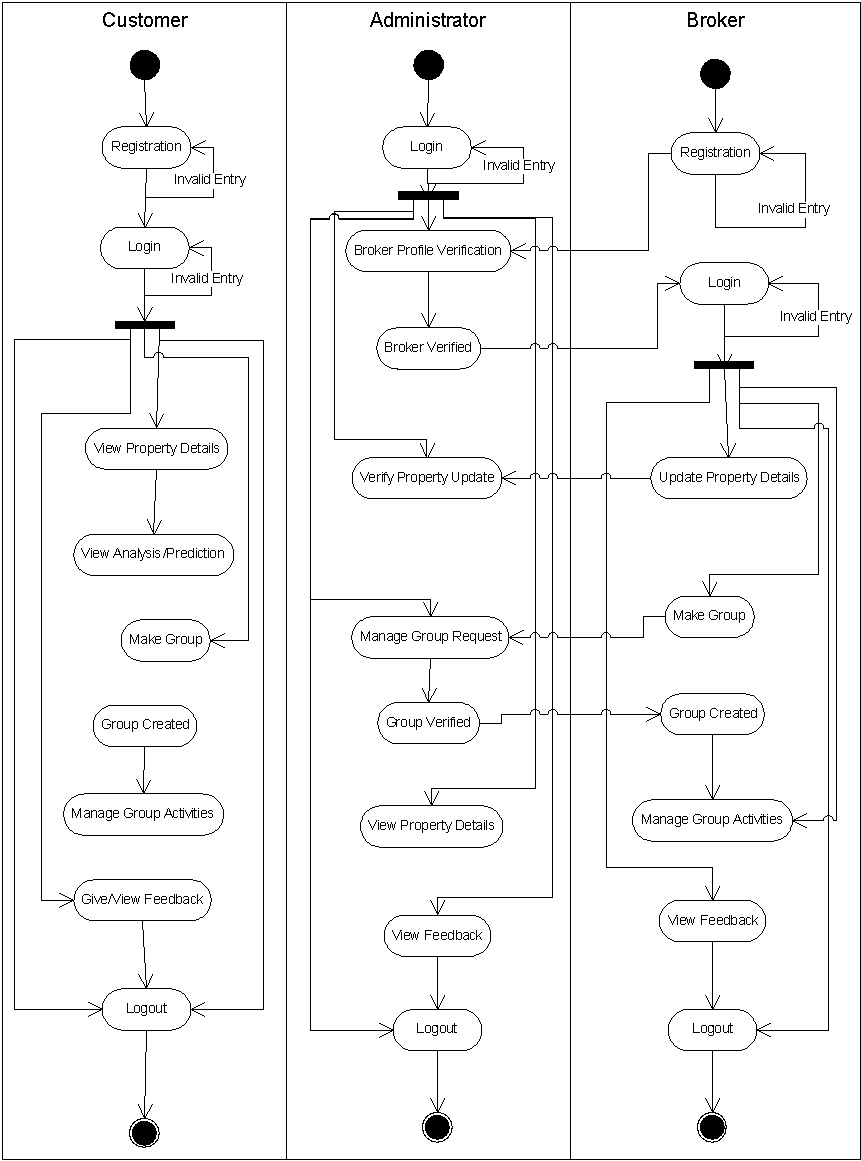 Customer
Administrator
Broker
Registration
Invalid Entry
Login
Invalid Entry
View Property Details
View Analysis/Prediction
Make Group
Group Created
Manage Group Activities
Give/View Feedback
Logout
Login
Invalid Entry
Broker Profile Verification
Broker Verified
Verify Property Update
Manage Group Request
Group Verified
View Property Details
View Feedback
Logout
Registration
Invalid Entry
Login
Invalid Entry
Update Property Details
Make Group
Group Created
Manage Group Activities
View Feedback
Logout